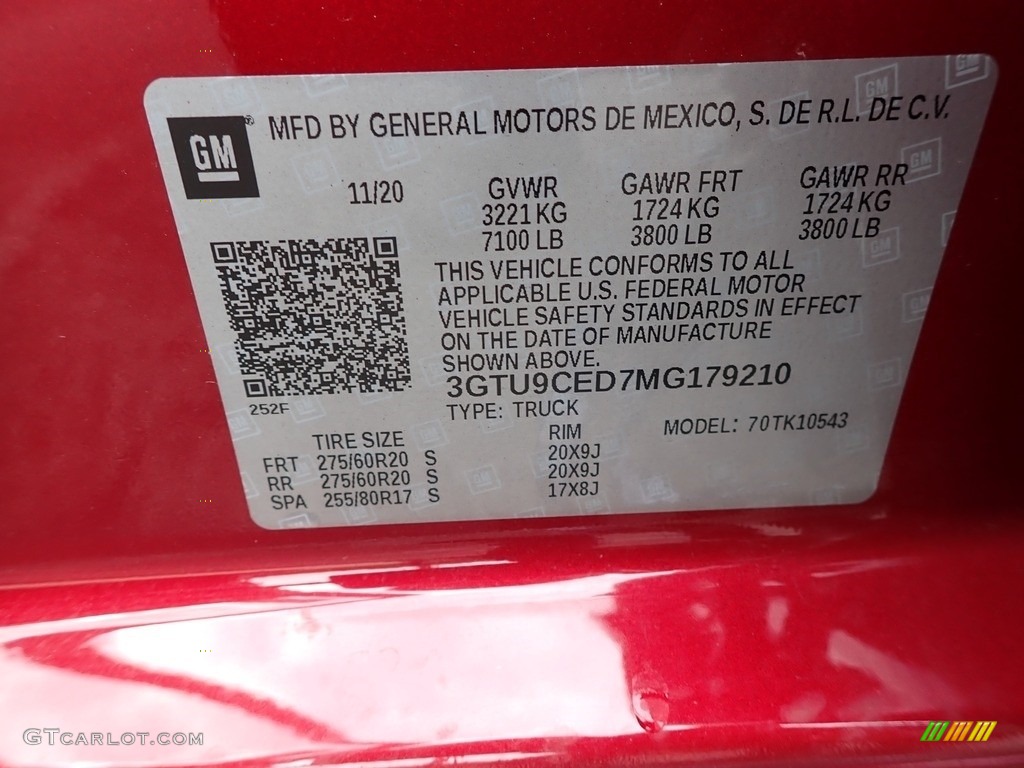 GM® MFD BY GENERAL MOTORS DE MEXICO, S. DE R.L. DE C.V.
11/20 GVWR GAWR FRT GAWR RR
3221 KG 1724 KG 1724 KG
7100 LB 3800 LB 3800 LB
THIS VEHICLE CONFORMS TO ALL
APPLICABLE U.S. FEDERAL MOTOR
VEHICLE SAFETY STANDARDS IN EFFECT
ON THE DATE OF MANUFACTURE
SHOWN ABOVE.
3GTU9CED7MG179210
252F
TYPE: TRUCK
MODEL: 70TK10543
TIRE SIZE RIM
FRT 275/60R20 S 20X9J
RR 275/60R20 S 20X9J
SPA 255/80R17 S 17X8J
GTCARLOT.COM